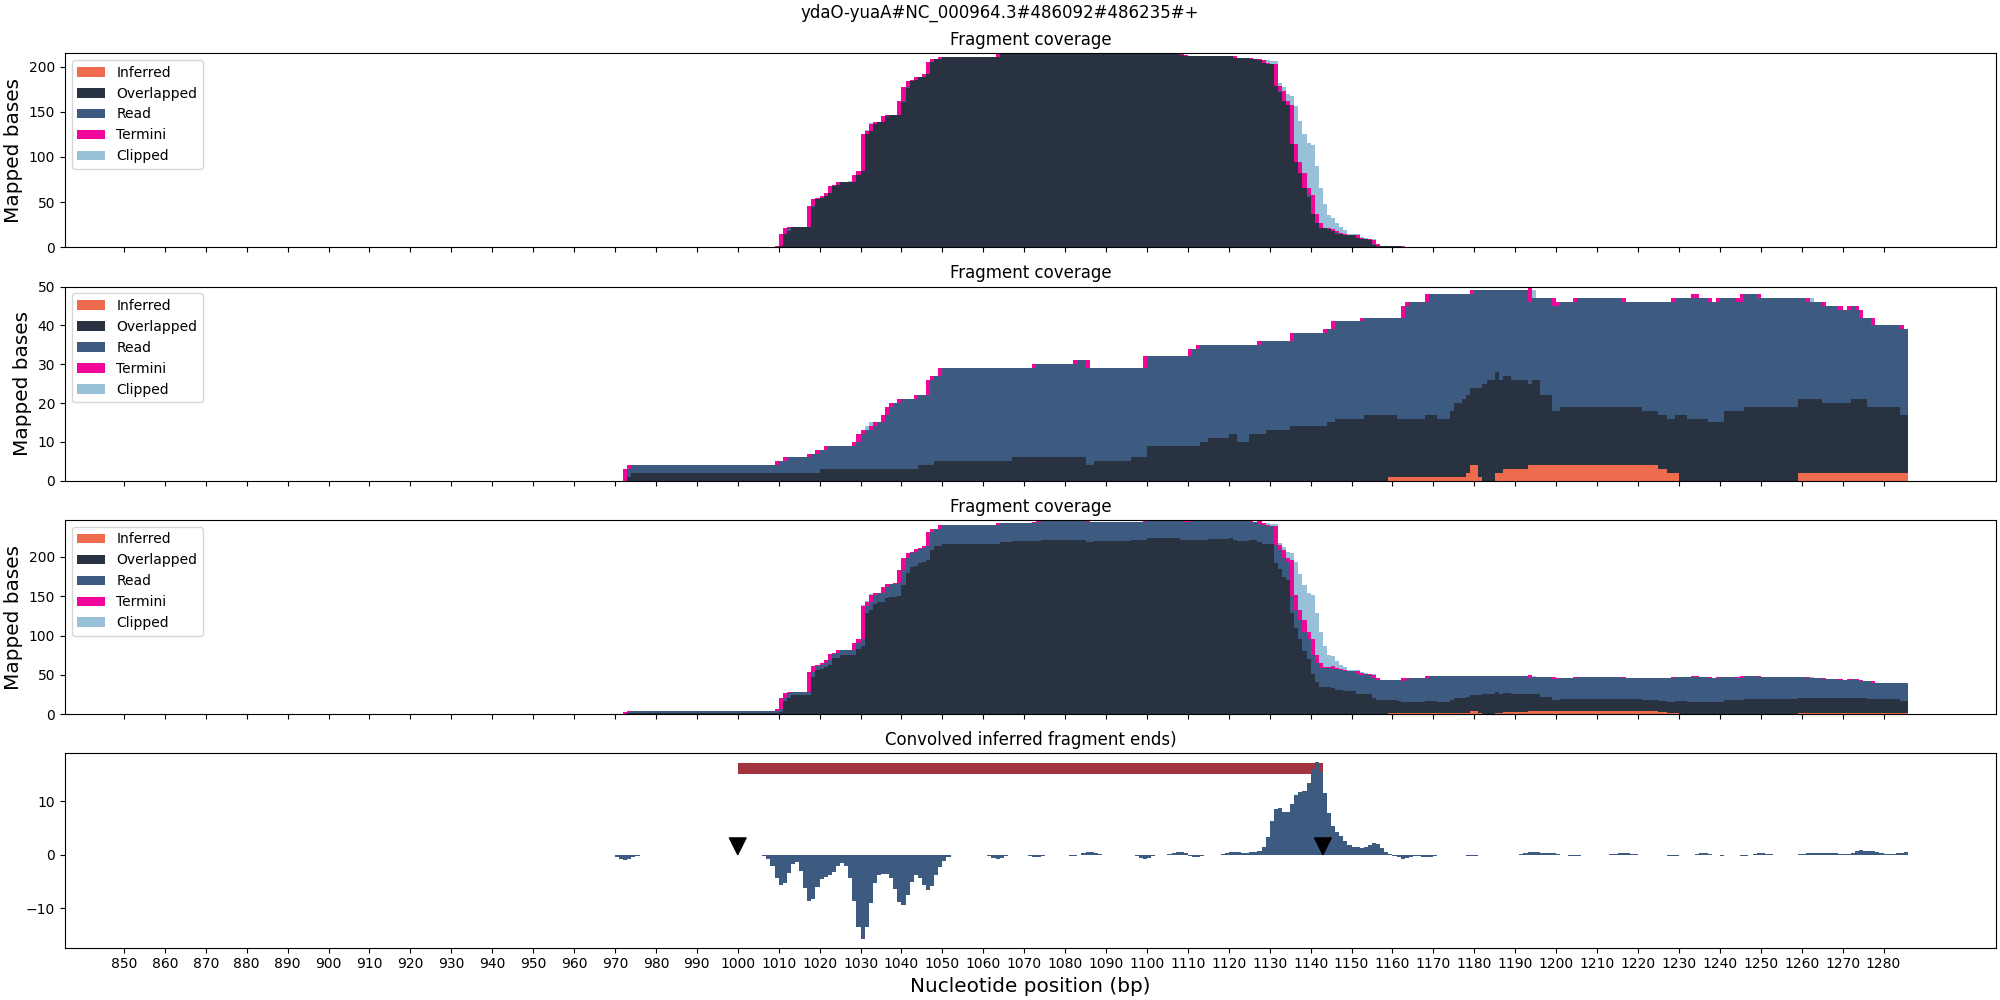 ydaO-yuaA#NC_000964.3#486092#486235#+
Fragment coverage
Mapped bases
200
150
100
50
0
Inferred
Overlapped
Read
Termini
Clipped
Fragment coverage
Mapped bases
50
40
30
20
10
0
Inferred
Overlapped
Read
Termini
Clipped
Fragment coverage
Mapped bases
200
150
100
50
0
Inferred
Overlapped
Read
Termini
Clipped
Convolved inferred fragment ends)
10
0
−10
850 860 870 880 890 900 910 920 930 940 950 960 970 980 990 1000 1010 1020 1030 1040 1050 1060 1070 1080 1090 1100 1110 1120 1130 1140 1150 1160 1170 1180 1190 1200 1210 1220 1230 1240 1250 1260 1270 1280
Nucleotide position (bp)